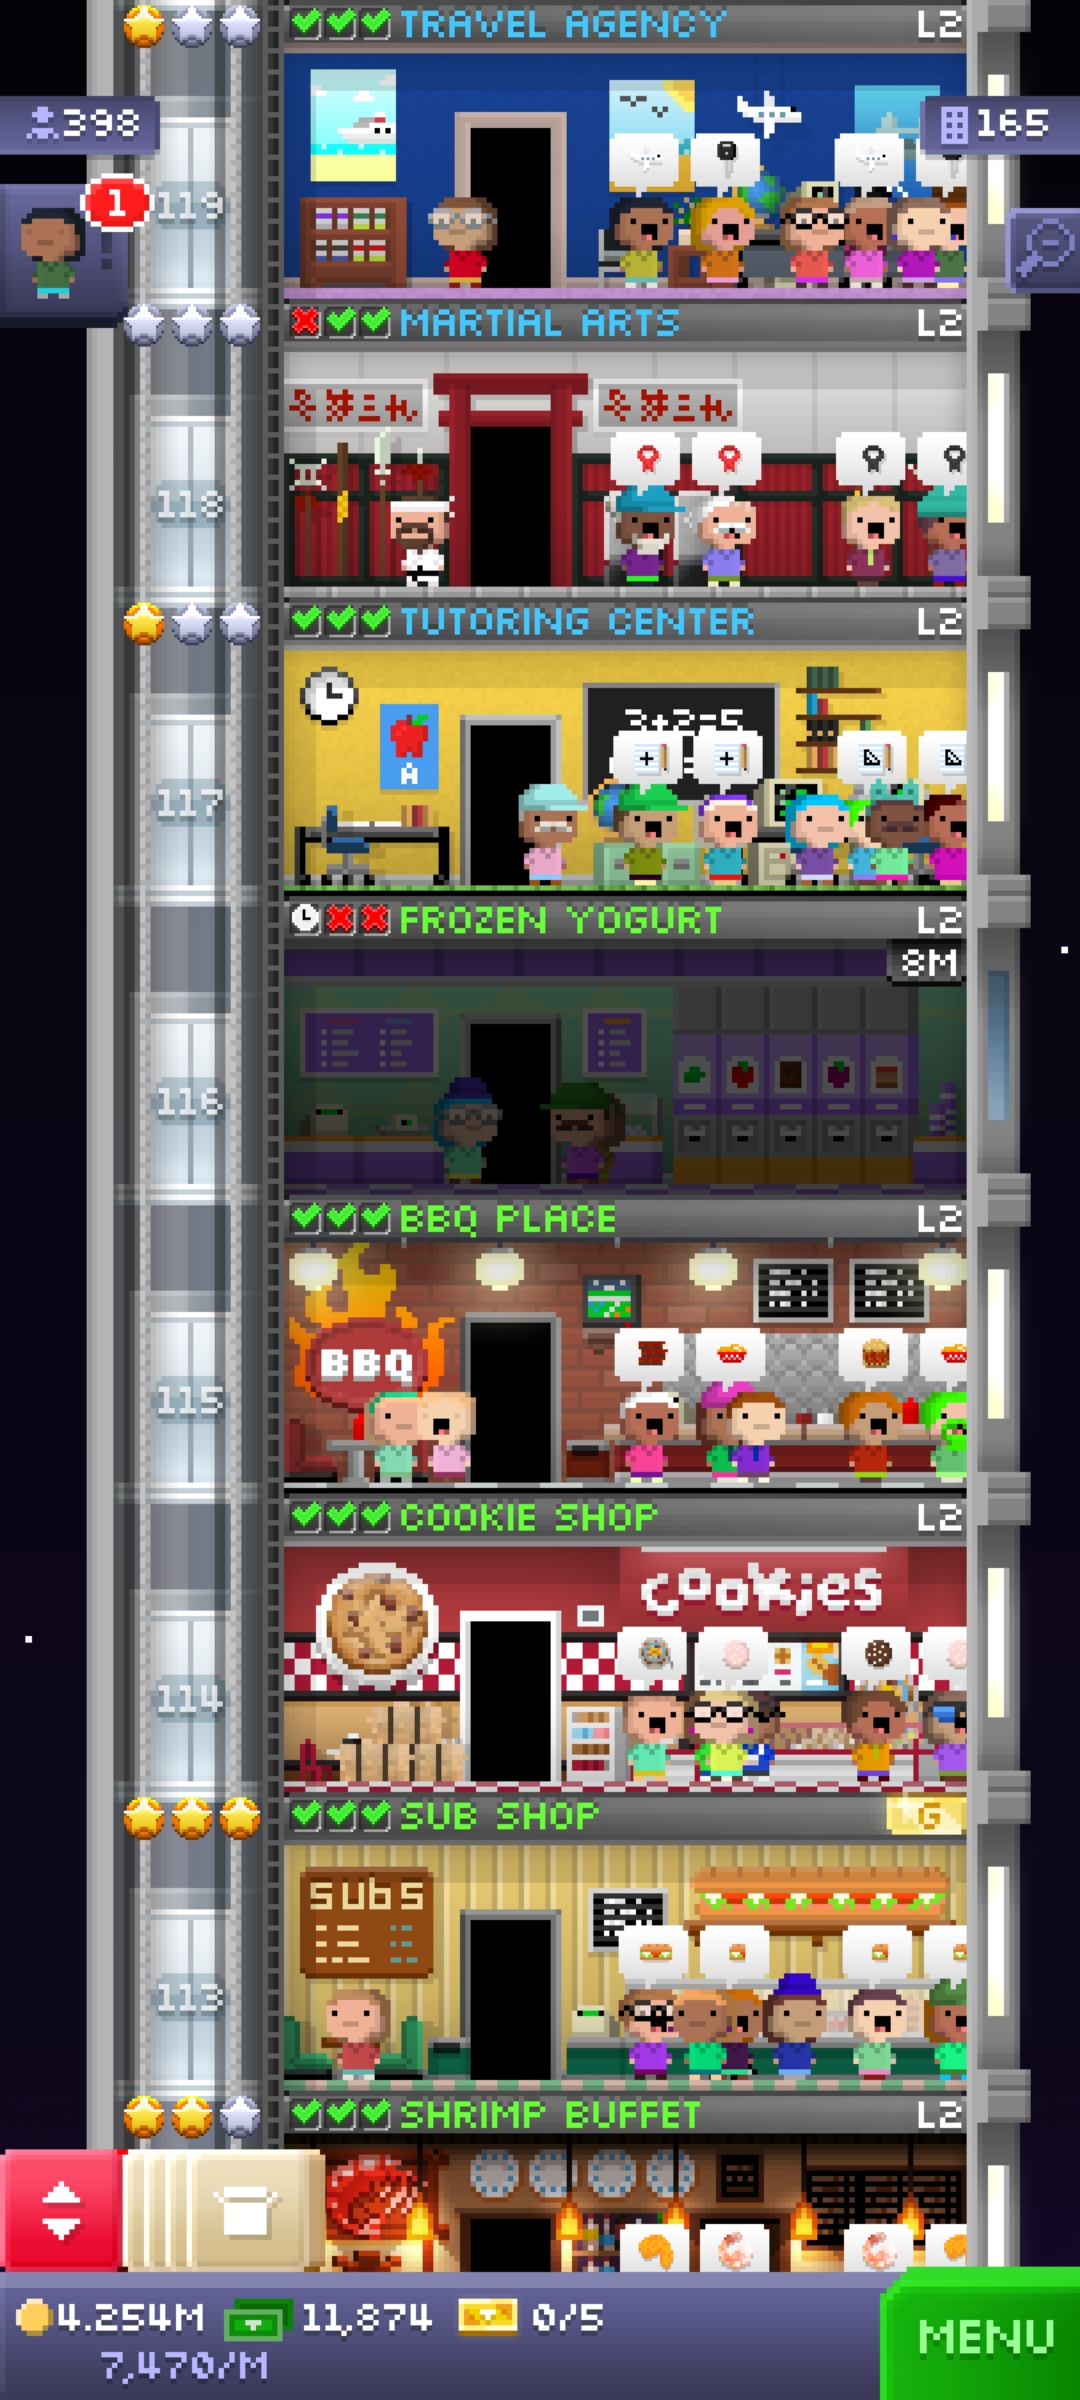 TRAVEL AGENCY L2
398
165
1
119
MARTIAL ARTS L2
118
TUTORING CENTER L2
3+2=5
A
117
FROZEN YOGURT L2
8M
116
BBQ PLACE L2
BBQ
115
COOKIE SHOP L2
COOKIES
114
SUB SHOP G
SUBS
113
SHRIMP BUFFET L2
4.254M 11,874 0/5
7,470/M
MENU